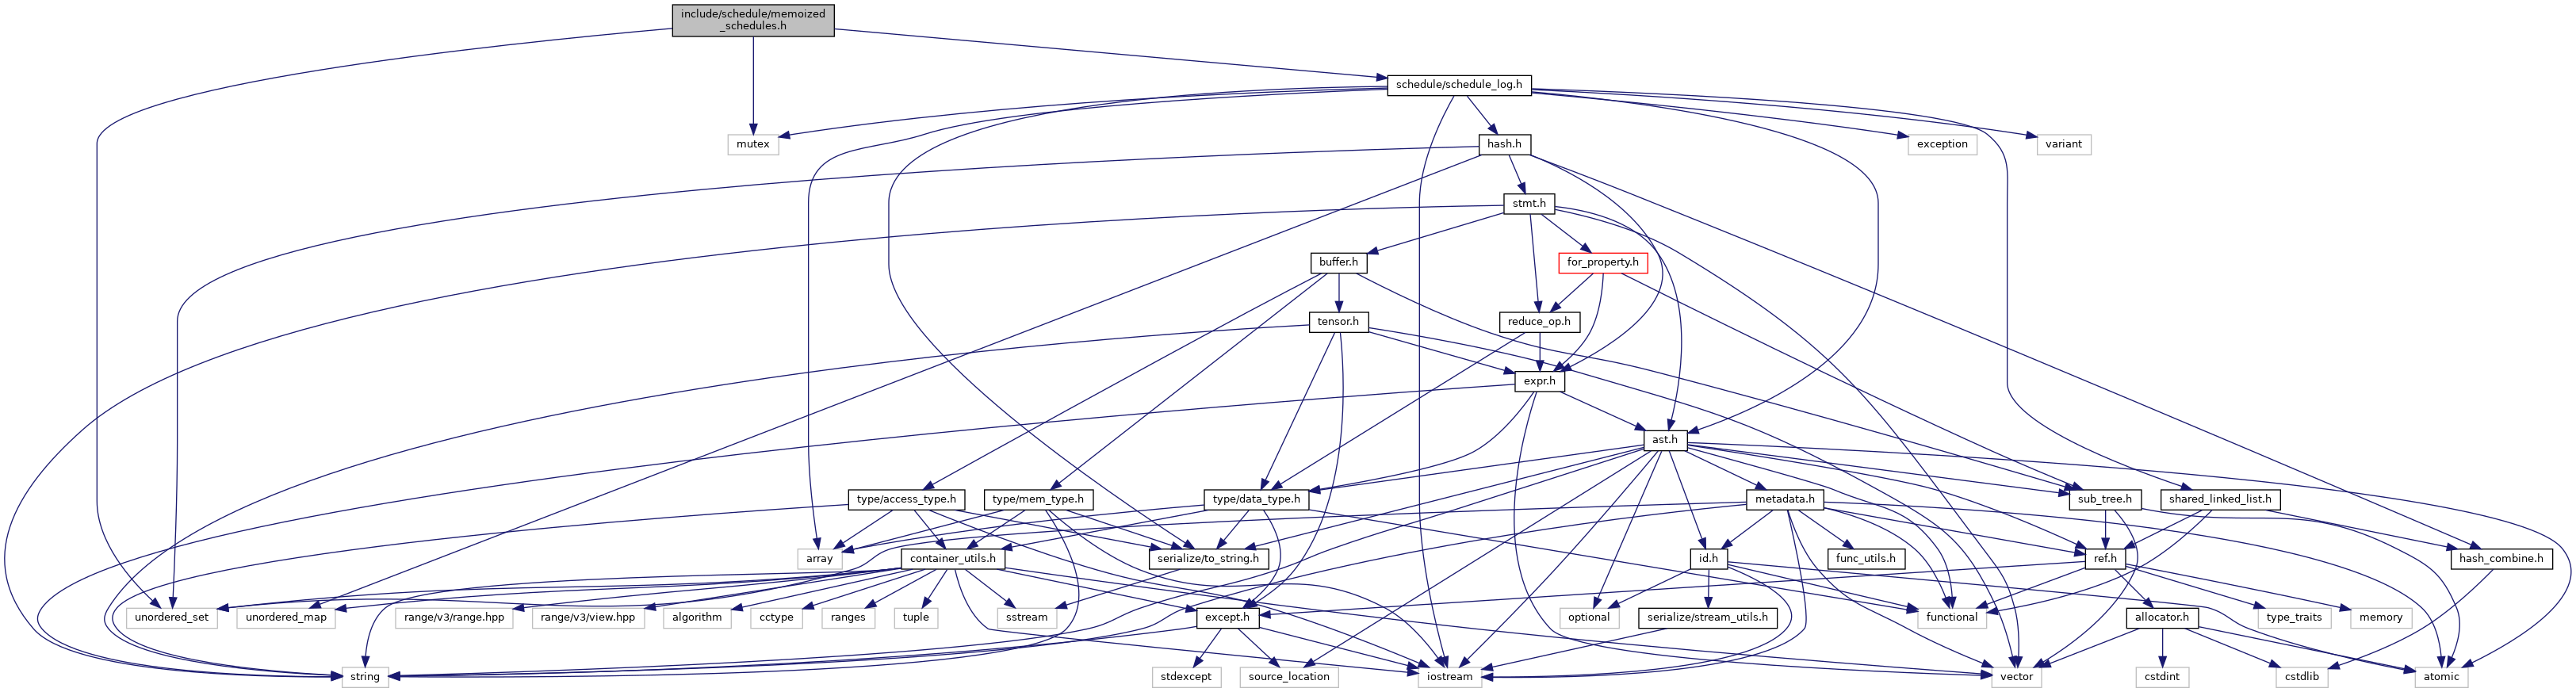 include/schedule/memoized
_schedules.h
schedule/schedule_log.h
mutex
hash.h
exception
variant
stmt.h
buffer.h
for_property.h
tensor.h
reduce_op.h
expr.h
ast.h
type/access_type.h
type/mem_type.h
type/data_type.h
metadata.h
sub_tree.h
shared_linked_list.h
array
container_utils.h
serialize/to_string.h
id.h
func_utils.h
ref.h
hash_combine.h
unordered_set
unordered_map
range/v3/range.hpp
range/v3/view.hpp
algorithm
cctype
ranges
tuple
sstream
except.h
optional
serialize/stream_utils.h
functional
allocator.h
type_traits
memory
string
stdexcept
source_location
iostream
vector
cstdint
cstdlib
atomic